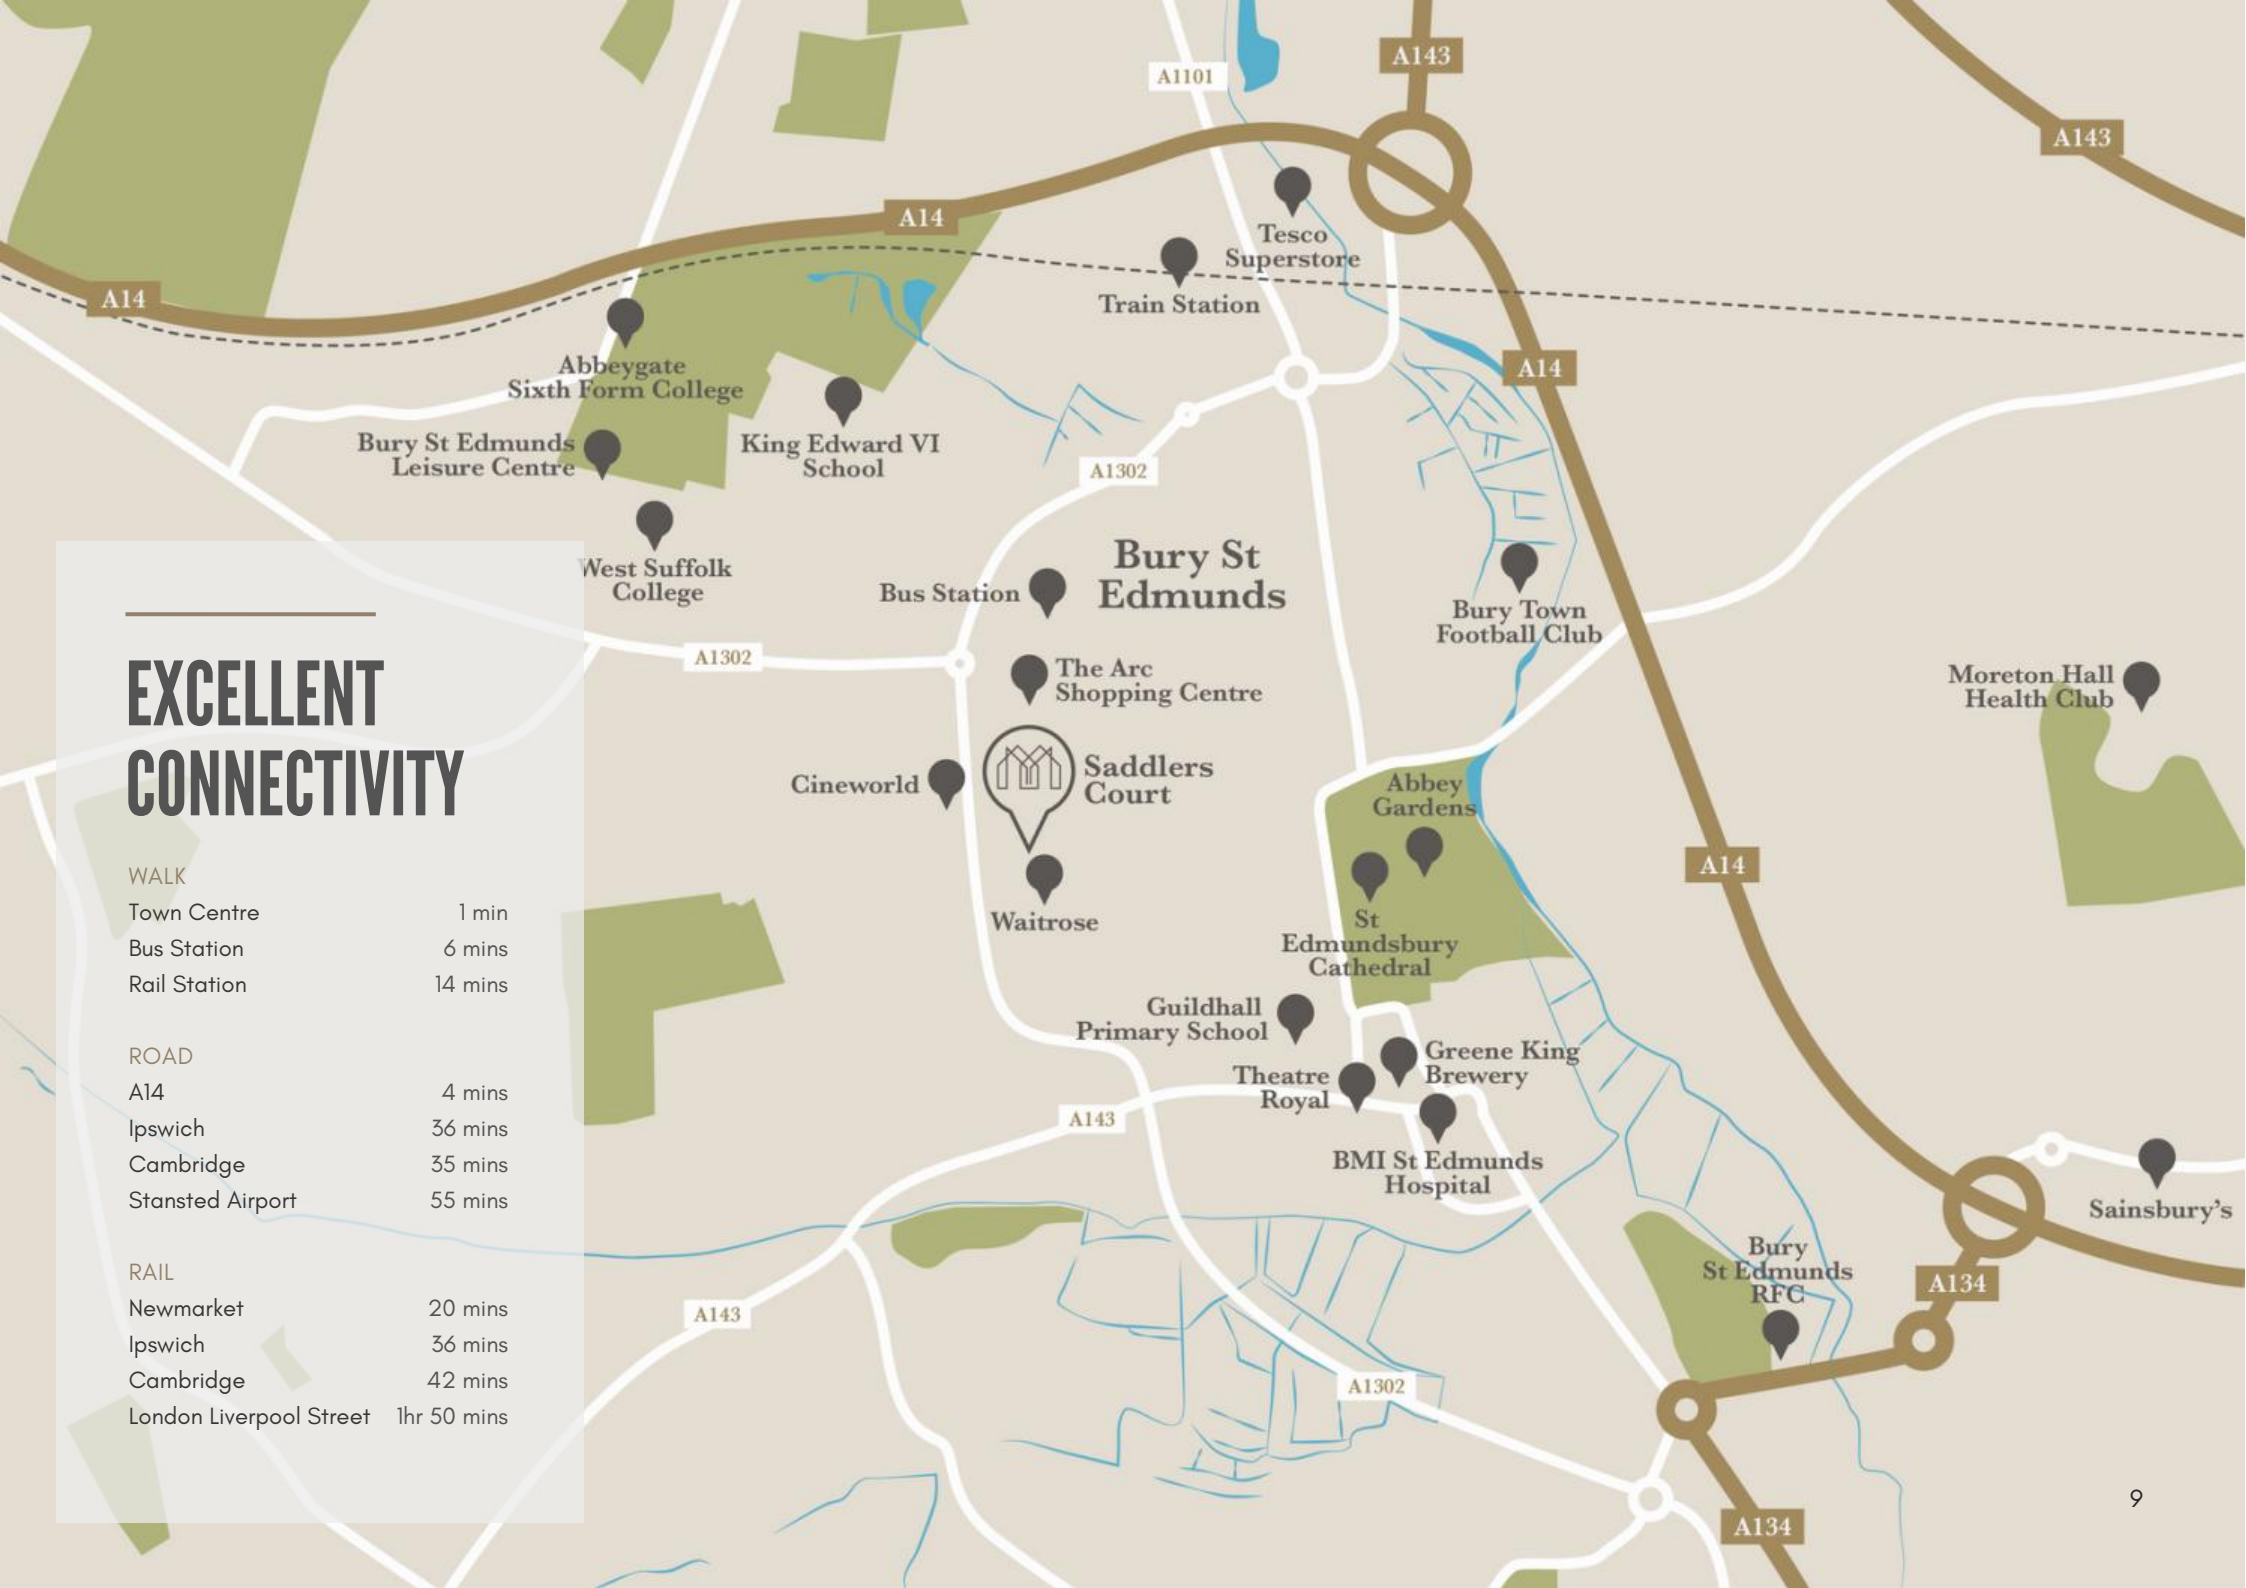 A143
A1101
A143
A14
A14
Tesco
Superstore
Train Station
A14
Abbeygate
Sixth Form College
King Edward VI
School
Bury St Edmunds
Leisure Centre
A1302
West Suffolk
College
Bury St
Edmunds
Bus Station
Bury Town
Football Club
A1302
The Arc
Shopping Centre
Moreton Hall
Health Club
Cineworld
Saddlers
Court
Abbey
Gardens
A14
Waitrose
St
Edmundsbury
Cathedral
Guildhall
Primary School
Greene King
Brewery
Theatre
Royal
A143
BMI St Edmunds
Hospital
Sainsbury's
Bury
St Edmunds
RFC
A134
A143
A1302
A134
EXCELLENT
CONNECTIVITY
WALK
Town Centre 1 min
Bus Station 6 mins
Rail Station 14 mins
ROAD
A14 4 mins
Ipswich 36 mins
Cambridge 35 mins
Stansted Airport 55 mins
RAIL
Newmarket 20 mins
Ipswich 36 mins
Cambridge 42 mins
London Liverpool Street 1hr 50 mins
9